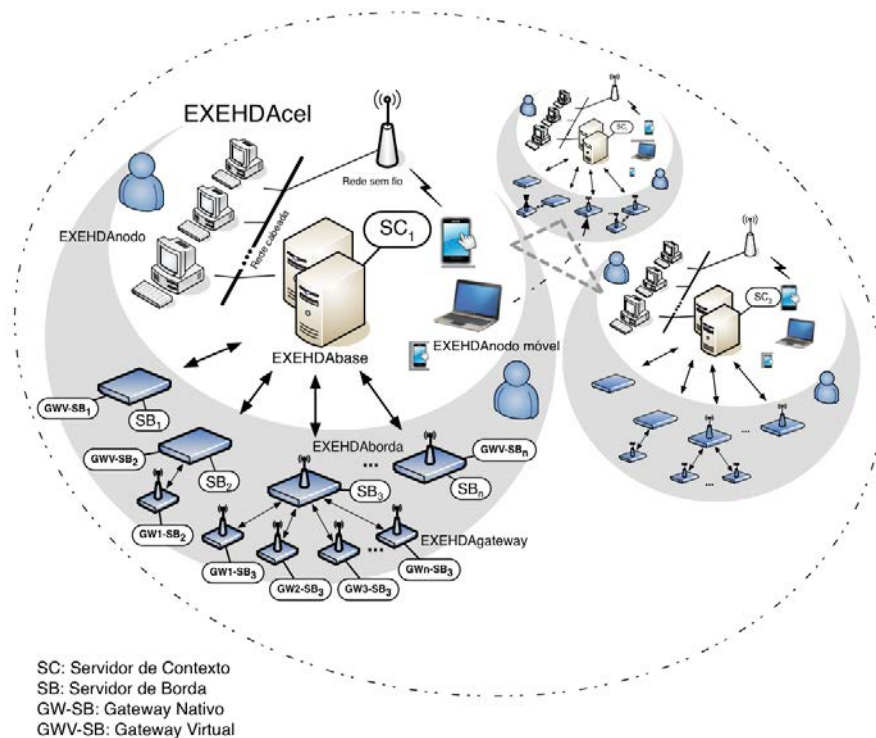 EXEHDAcel
Rede sem fio
EXEHDAnodo
Rede cabeada
SC1
EXEHDAbase
EXEHDAnodo móvel
GWV-SB1
SB1
GWV-SB2
SB2
GW1-SB2
EXEHDAborda
...
GWV-SBn
SB3
SBn
GW1-SB3
GW2-SB3
GW3-SB3
...
GWn-SB3
EXEHDAgateway
SC2
...
...
SC: Servidor de Contexto
SB: Servidor de Borda
GW-SB: Gateway Nativo
GWV-SB: Gateway Virtual